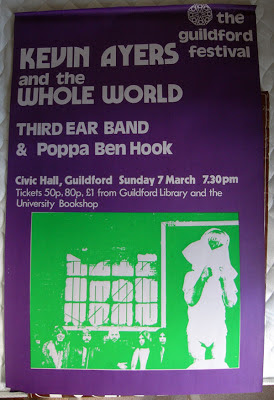 the
guildford
festival
KEVIN AYERS
and the
WHOLE WORLD
THIRD EAR BAND
& Poppa Ben Hook
Civic Hall, Guildford Sunday 7 March 7.30pm
Tickets 50p, 80p, £1 from Guildford Library and the
University Bookshop